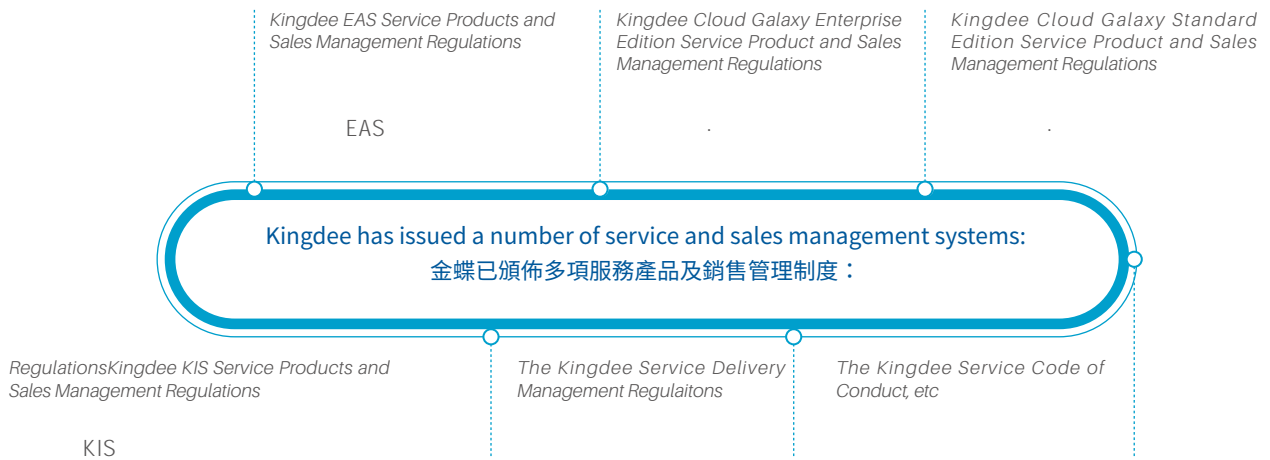 Kingdee EAS Service Products and
Sales Management Regulations
Kingdee Cloud Galaxy Enterprise
Edition Service Product and Sales
Management Regulations
Kingdee Cloud Galaxy Standard
Edition Service Product and Sales
Management Regulations
EAS
.
.
Kingdee has issued a number of service and sales management systems:
金蝶已頒佈多項服務產品及銷售管理制度：
RegulationsKingdee KIS Service Products and
Sales Management Regulations
The Kingdee Service Delivery
Management Regulaitons
The Kingdee Service Code of
Conduct, etc
KIS